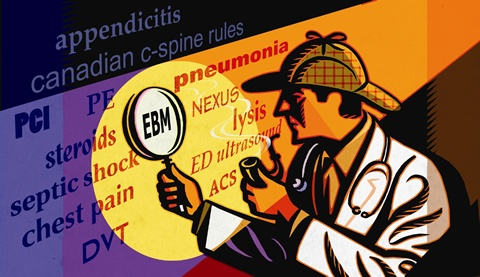 appendicitis
canadian c-spine rules
pneumonia
PCI
PE
NEXUS
EBM
lysis
steroids
ED ultrasound
septic shock
ACS
chest pain
DVT